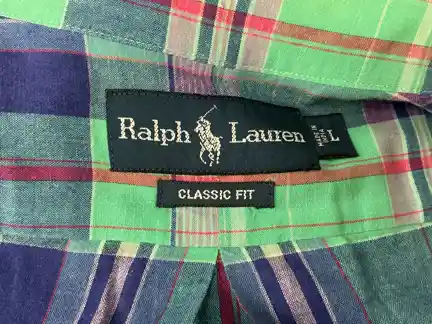 Ralph Lauren
L
MADE IN
INDIA
CLASSIC FIT